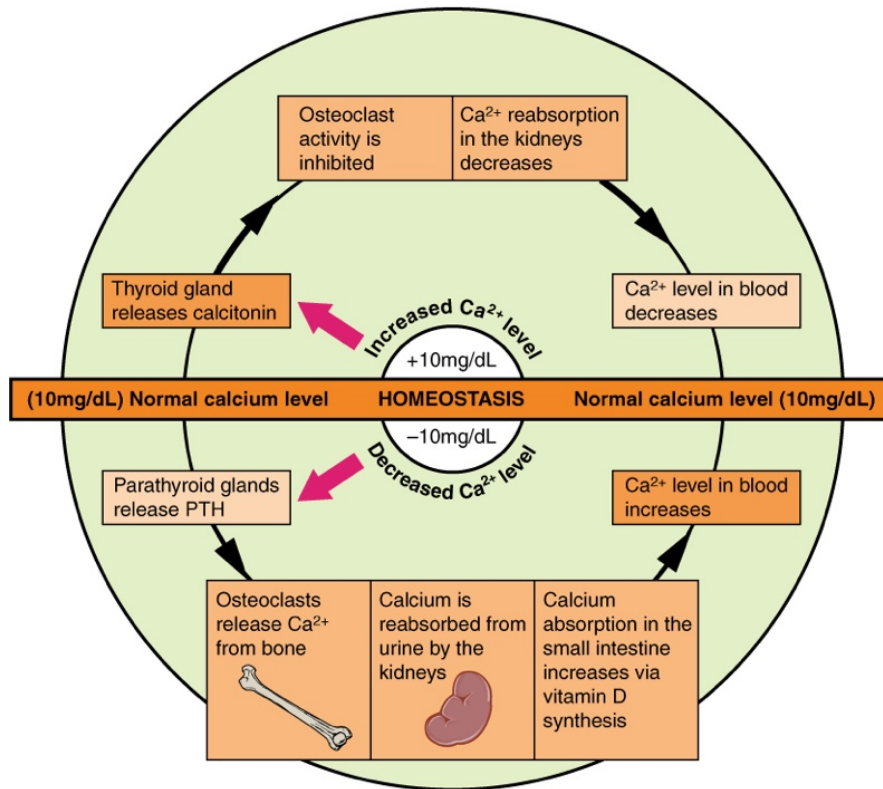 Osteoclast
activity is
inhibited
Ca²⁺ reabsorption
in the kidneys
decreases
Thyroid gland
releases calcitonin
Increased Ca²⁺ level
+10mg/dL
Ca²⁺ level in blood
decreases
(10mg/dL) Normal calcium level
HOMEOSTASIS
Normal calcium level (10mg/dL)
–10mg/dL
Decreased Ca²⁺ level
Parathyroid glands
release PTH
Ca²⁺ level in blood
increases
Osteoclasts
release Ca²⁺
from bone
Calcium is
reabsorbed from
urine by the
kidneys
Calcium
absorption in the
small intestine
increases via
vitamin D
synthesis